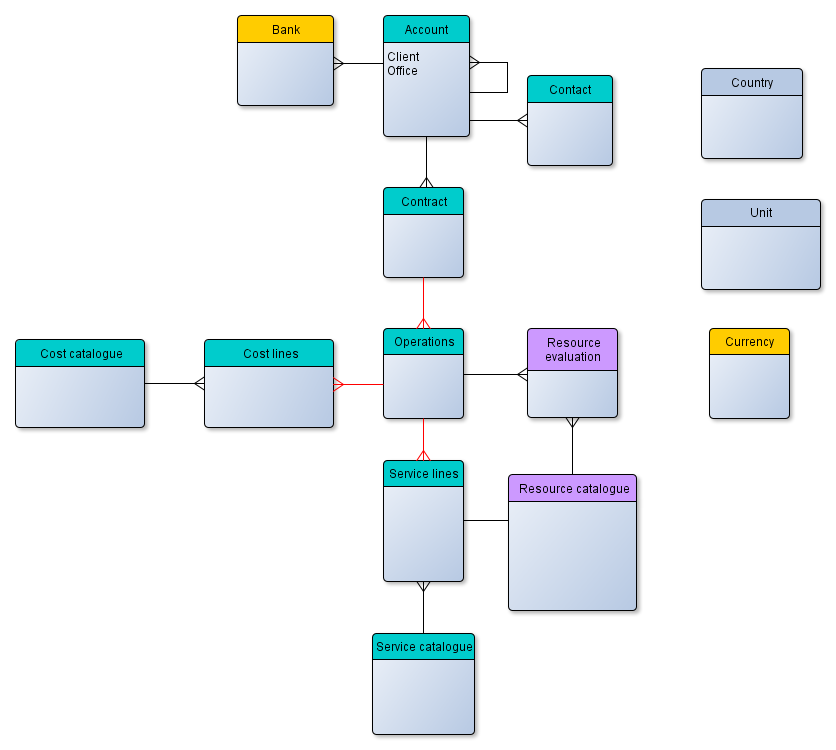 Bank
Account
Client
Office
Contact
Country
Contract
Unit
Cost catalogue
Cost lines
Operations
Resource
evaluation
Currency
Service lines
Resource catalogue
Service catalogue